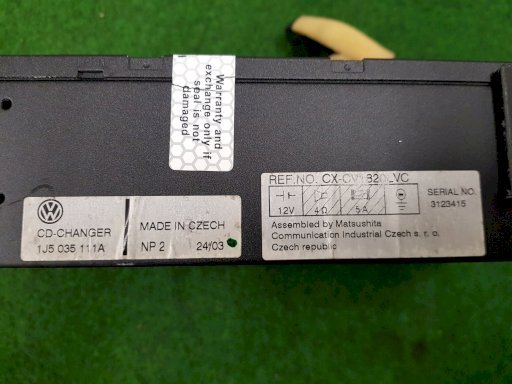 Warranty and
exchange only if
seal is not
damaged
CD-CHANGER
1J5 035 111A
MADE IN CZECH
NP 2 24/03
REF.NO.
12V 4Ω 5A
SERIAL NO.
3123415
Assembled by Matsushita
Communication Industrial Czech s. r. o.
Czech republic